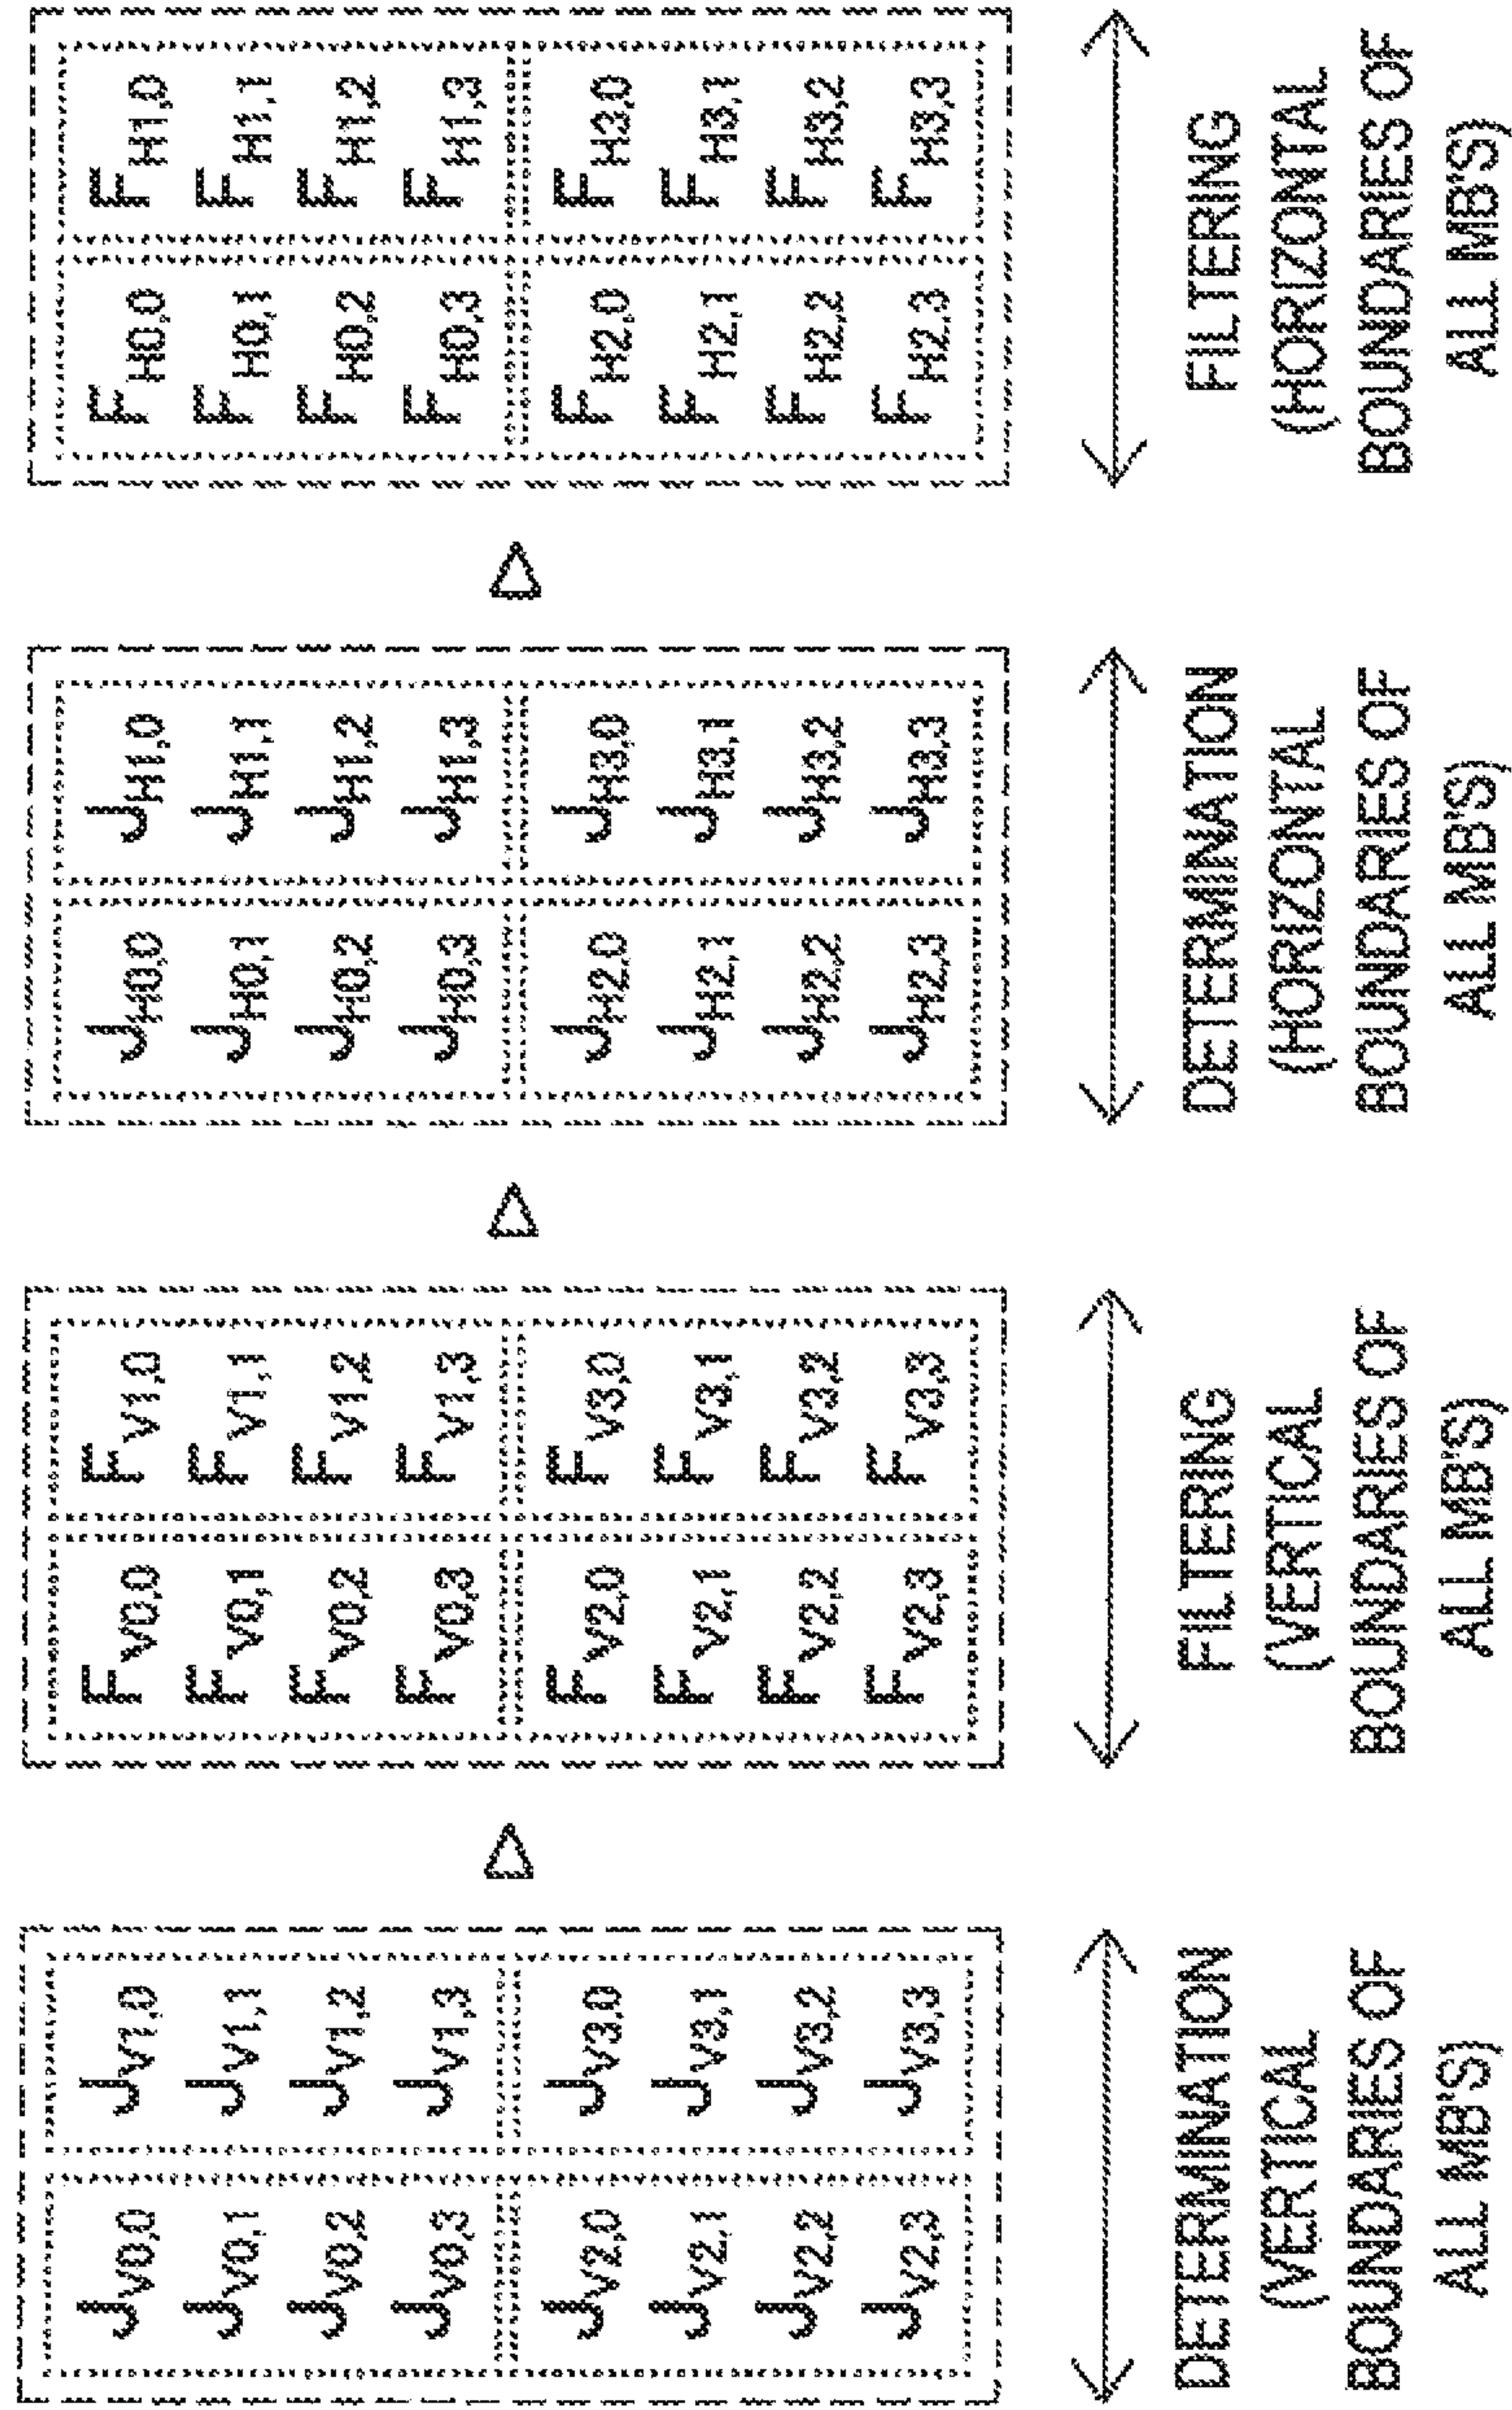 J V0,0 J V1,0
J V0,1 J V1,1
J V0,2 J V1,2
J V0,3 J V1,3
J V2,0 J V3,0
J V2,1 J V3,1
J V2,2 J V3,2
J V2,3 J V3,3
DETERMINATION
(VERTICAL
BOUNDARIES OF
ALL MB'S)
F V0,0 F V1,0
F V0,1 F V1,1
F V0,2 F V1,2
F V0,3 F V1,3
F V2,0 F V3,0
F V2,1 F V3,1
F V2,2 F V3,2
F V2,3 F V3,3
FILTERING
(VERTICAL
BOUNDARIES OF
ALL MB'S)
J H0,0 J H1,0
J H0,1 J H1,1
J H0,2 J H1,2
J H0,3 J H1,3
J H2,0 J H3,0
J H2,1 J H3,1
J H2,2 J H3,2
J H2,3 J H3,3
DETERMINATION
(HORIZONTAL
BOUNDARIES OF
ALL MB'S)
F H0,0 F H1,0
F H0,1 F H1,1
F H0,2 F H1,2
F H0,3 F H1,3
F H2,0 F H3,0
F H2,1 F H3,1
F H2,2 F H3,2
F H2,3 F H3,3
FILTERING
(HORIZONTAL
BOUNDARIES OF
ALL MB'S)